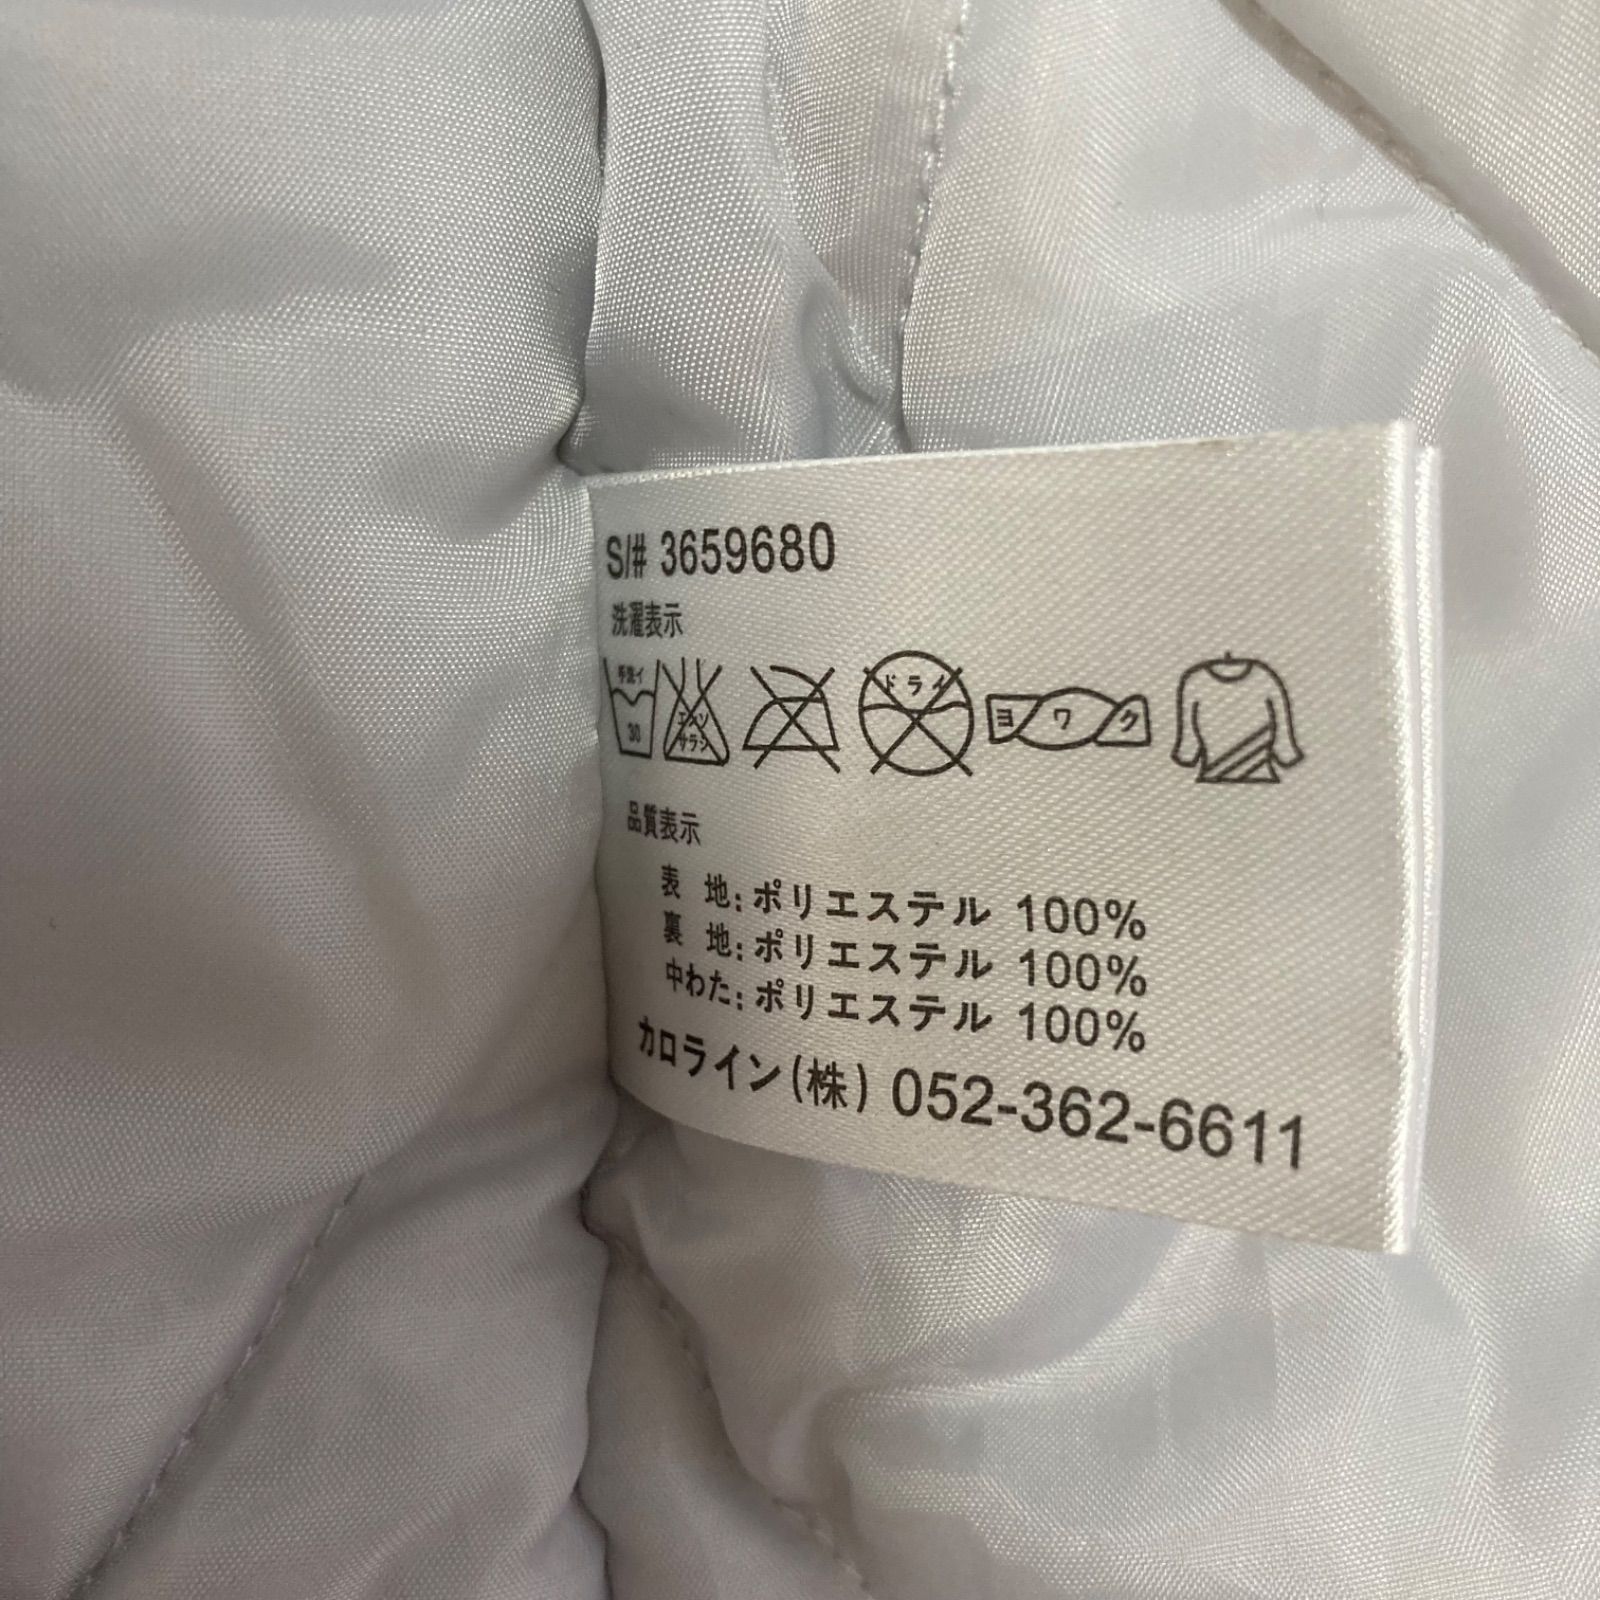 S/# 3659680
洗濯表示
手洗イ
30
エンソ
サラシ
ドライ
ヨワク
品質表示
表 地: ポリエステル 100%
裏 地: ポリエステル 100%
中わた: ポリエステル 100%
カロライン(株) 052-362-6611